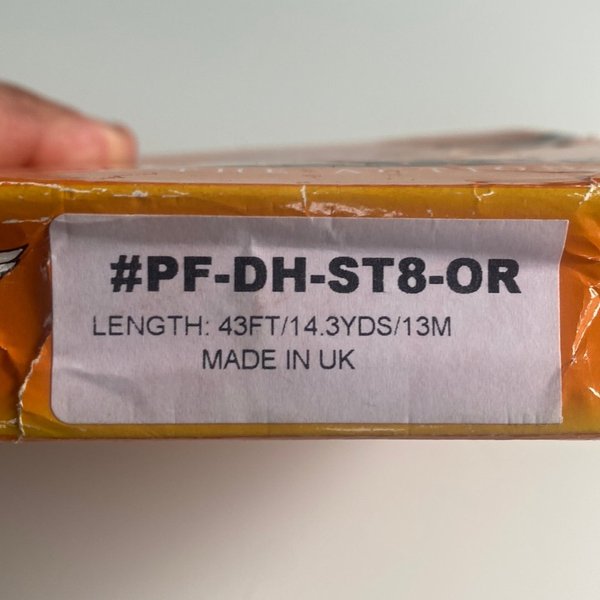 #PF-DH-ST8-OR
LENGTH: 43FT/14.3YDS/13M
MADE IN UK